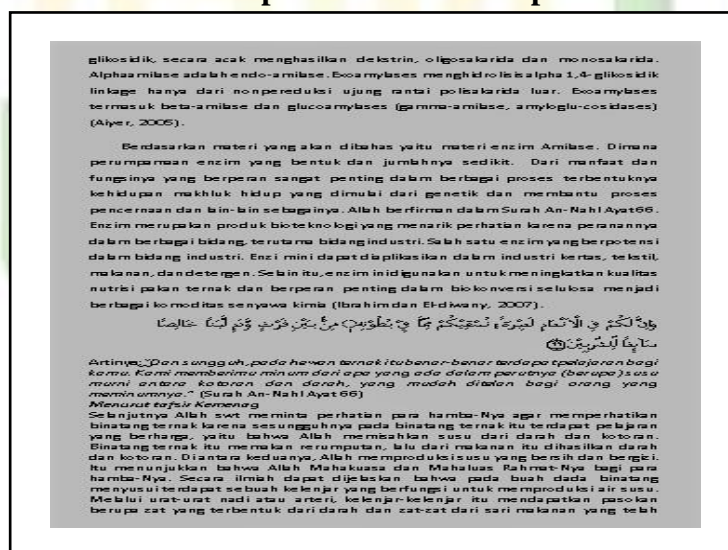 glikosidik, secara acak menghasilkan dekstrin, oligosakarida dan monosakarida.
Alphaamilase adalah endo-amilase. Exoamylases menghidrolisis alpha 1,4-glikosidik
linkage hanya dari nonpereduksi ujung rantai polisakarida luar. Exoamylases
termasuk beta-amilase dan glucoamylases (gamma-amilase, amyloglu-cosidases)
(Aiyer, 2005).
Berdasarkan materi yang akan dibahas yaitu materi enzim Amilase. Dimana
perumpamaan enzim yang bentuk dan jumlahnya sedikit. Dari manfaat dan
fungsinya yang berperan sangat penting dalam berbagai proses terbentuknya
kehidupan makhluk hidup yang dimulai dari genetik dan membantu proses
pencernaan dan lain-lain sebagainya. Allah berfirman dalam Surah An-Nahl Ayat 66.
Enzim merupakan produk bioteknologi yang menarik perhatian karena peranannya
dalam berbagai bidang, terutama bidang industri. Salah satu enzim yang berpotensi
dalam bidang industri. Enzi mini dapat diaplikasikan dalam industri kertas, tekstil,
makanan, dan detergen. Selain itu, enzim ini digunakan untuk meningkatkan kualitas
nutrisi pakan ternak dan berperan penting dalam biokonversi selulosa menjadi
berbagai komoditas senyawa kimia (Ibrahim dan El-diwany, 2007).
وَاِنَّ لَكُمْ فِى الْاَنْعَامِ لَعِبْرَةً نُسْقِيْكُمْ مِّمَّا فِيْ بُطُوْنِهٖ مِنْۢ بَيْنِ فَرْثٍ وَّدَمٍ لَّبَنًا خَالِصًا
سَاۤىِٕغًا لِّلشّٰرِبِيْنَ
Artinya: "Dan sungguh, pada hewan ternak itu benar-benar terdapat pelajaran bagi
kamu. Kami memberimu minum dari apa yang ada dalam perutnya (berupa) susu
murni antara kotoran dan darah, yang mudah ditelan bagi orang yang
meminumnya." (Surah An-Nahl Ayat 66)
Menurut tafsir Kemenag
Selanjutnya Allah swt meminta perhatian para hamba-Nya agar memperhatikan
binatang ternak karena sesungguhnya pada binatang ternak itu terdapat pelajaran
yang berharga, yaitu bahwa Allah memisahkan susu dari darah dan kotoran.
Binatang ternak itu memakan rerumputan, lalu dari makanan itu dihasilkan darah
dan kotoran. Di antara keduanya, Allah memproduksi susu yang bersih dan bergizi.
Itu menunjukkan bahwa Allah Mahakuasa dan Mahaluas Rahmat-Nya bagi para
hamba-Nya. Secara ilmiah dapat dijelaskan bahwa pada buah dada binatang
menyusui terdapat sebuah kelenjar yang berfungsi untuk memproduksi air susu.
Melalui urat-urat nadi atau arteri, kelenjar-kelenjar itu mendapatkan pasokan
berupa zat yang terbentuk dari darah dan zat-zat dari sari makanan yang telah